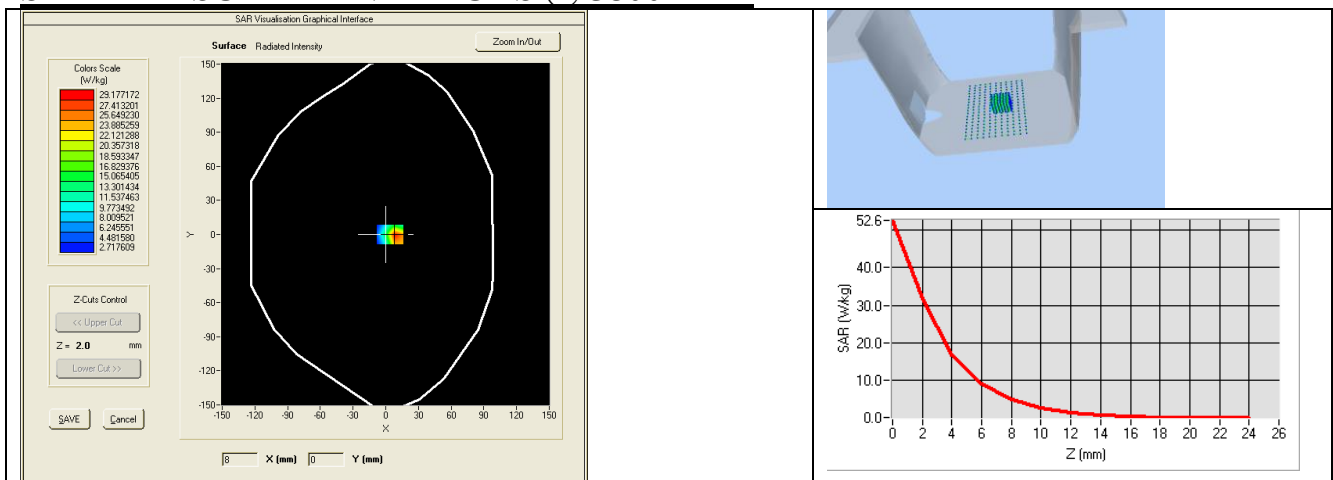 SAR Visualisation Graphical Interface
Surface Radiated Intensity
Zoom In/Out
Colors Scale
(W/kg)
29.177172
27.413201
25.649230
23.885259
22.121288
20.357318
18.593347
16.829376
15.065405
13.301434
11.537463
9.773492
8.009521
6.245551
4.481580
2.717609
Z-Cuts Control
<< Upper Cut
Z = 2.0 mm
Lower Cut >>
SAVE Cancel
150-
120-
90-
60-
30-
0-
-30-
-60-
-90-
-120-
-150-
Y
-150 -120 -90 -60 -30 0 30 60 90 120 150
X
8 X (mm) 0 Y (mm)
52.6-
40.0-
30.0-
20.0-
10.0-
0.0-
SAR (W/kg)
0 2 4 6 8 10 12 14 16 18 20 22 24 26
Z (mm)